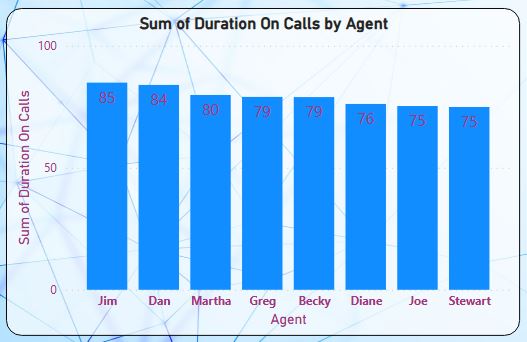 Sum of Duration On Calls by Agent
100
50
0
Sum of Duration On Calls
85
84
80
79
79
76
75
75
Jim
Dan
Martha
Greg
Becky
Diane
Joe
Stewart
Agent